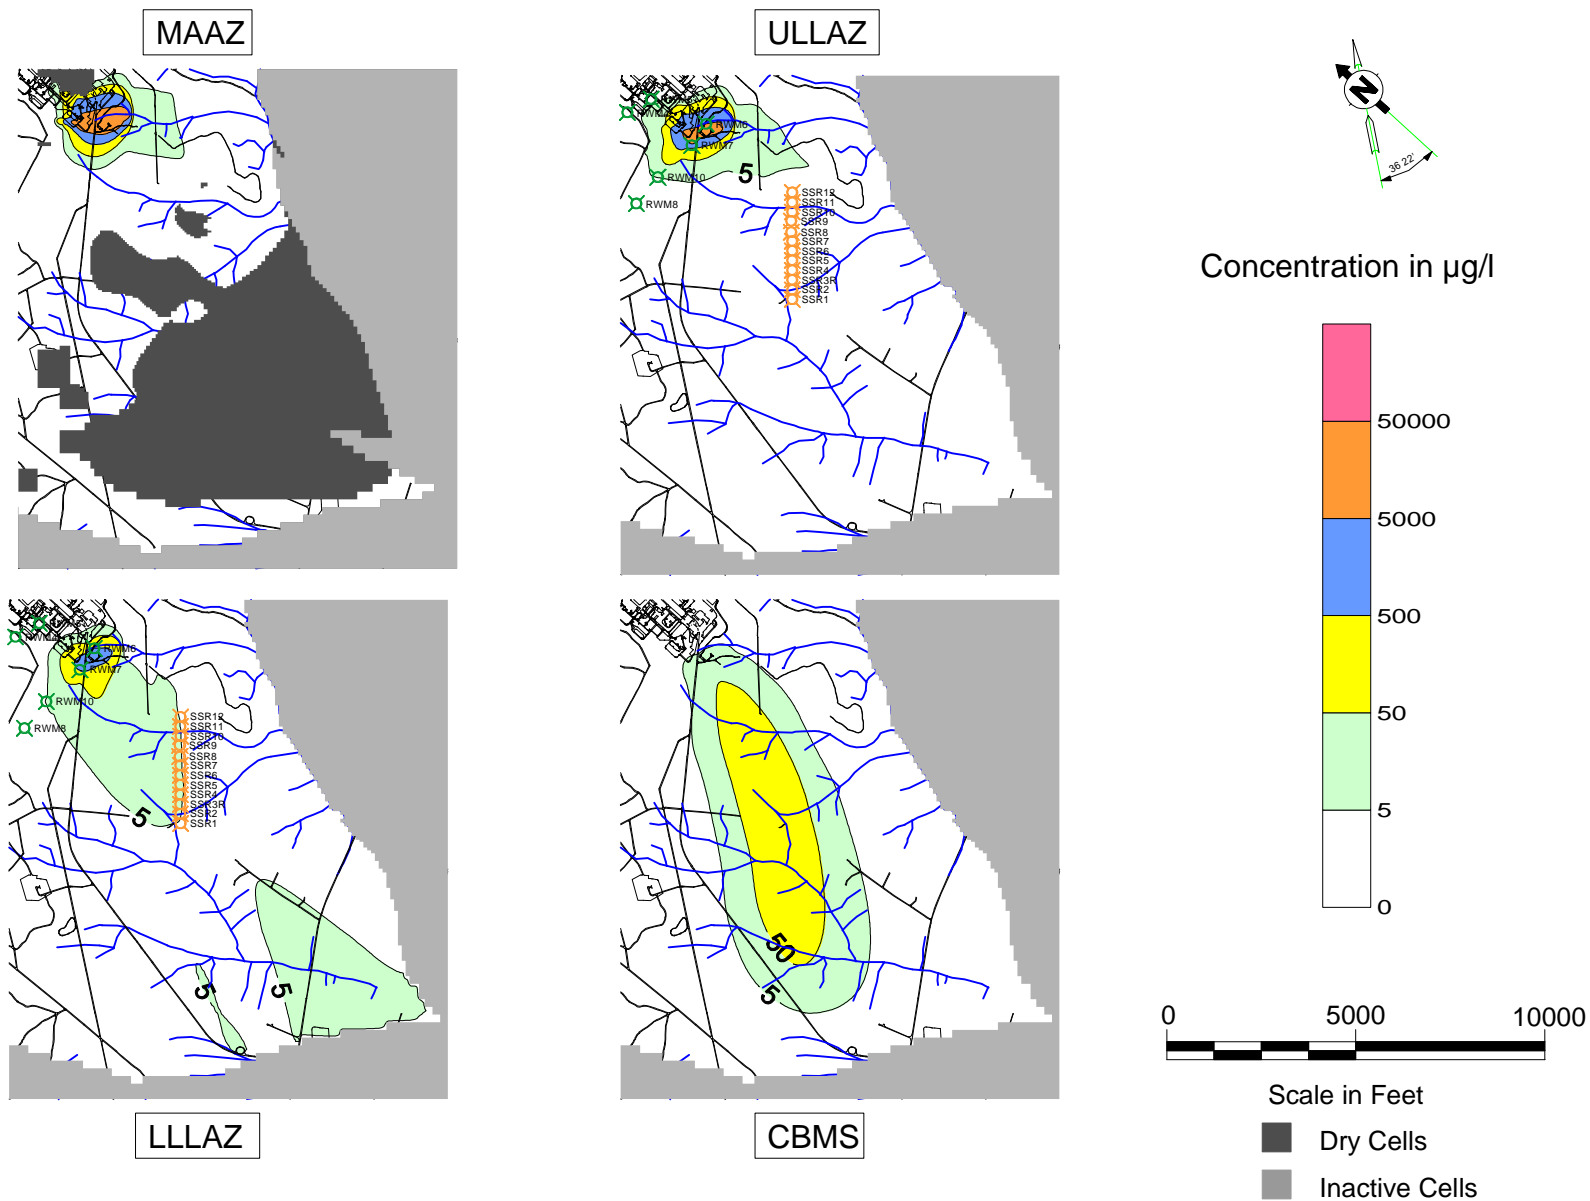 MAAZ
ULLAZ
N
36 22'
RWM6
RWM7
5
RWM10
RWM8
SSR12
SSR11
SSR10
SSR9
SSR8
SSR7
SSR6
SSR5
SSR4
SSR3R
SSR2
SSR1
Concentration in µg/l
50000
5000
500
50
5
0
RWM6
RWM7
RWM10
RWM8
SSR12
SSR11
SSR10
SSR9
SSR8
SSR7
SSR6
SSR5
SSR4
SSR3R
SSR2
SSR1
5
5
5
50
5
0 5000 10000
Scale in Feet
Dry Cells
Inactive Cells
LLLAZ
CBMS